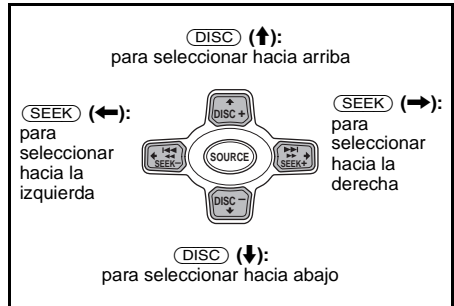 DISC (↑):
para seleccionar hacia arriba
SEEK (←):
para
seleccionar
hacia la
izquierda
DISC +
SEEK−
SOURCE
SEEK+
DISC −
SEEK (→):
para
seleccionar
hacia la
derecha
DISC (↓):
para seleccionar hacia abajo